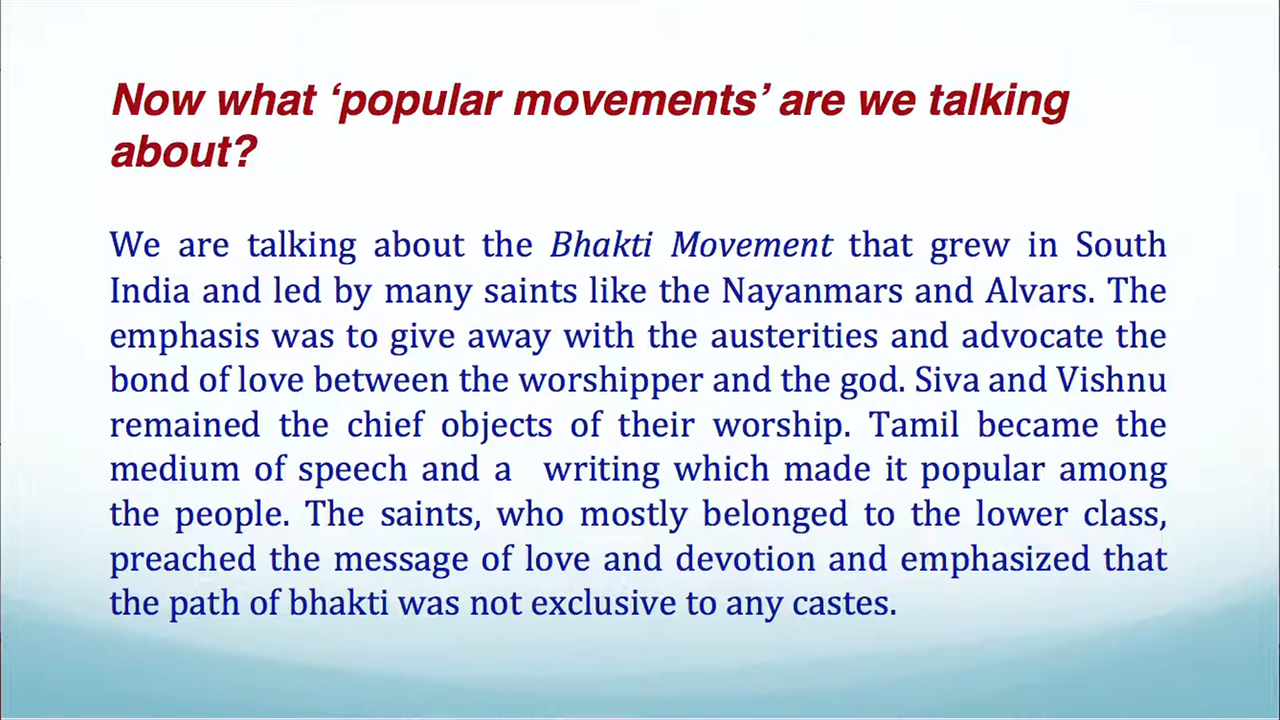 Now what ‘popular movements’ are we talking
about?
We are talking about the Bhakti Movement that grew in South
India and led by many saints like the Nayanmars and Alvars. The
emphasis was to give away with the austerities and advocate the
bond of love between the worshipper and the god. Siva and Vishnu
remained the chief objects of their worship. Tamil became the
medium of speech and a writing which made it popular among
the people. The saints, who mostly belonged to the lower class,
preached the message of love and devotion and emphasized that
the path of bhakti was not exclusive to any castes.